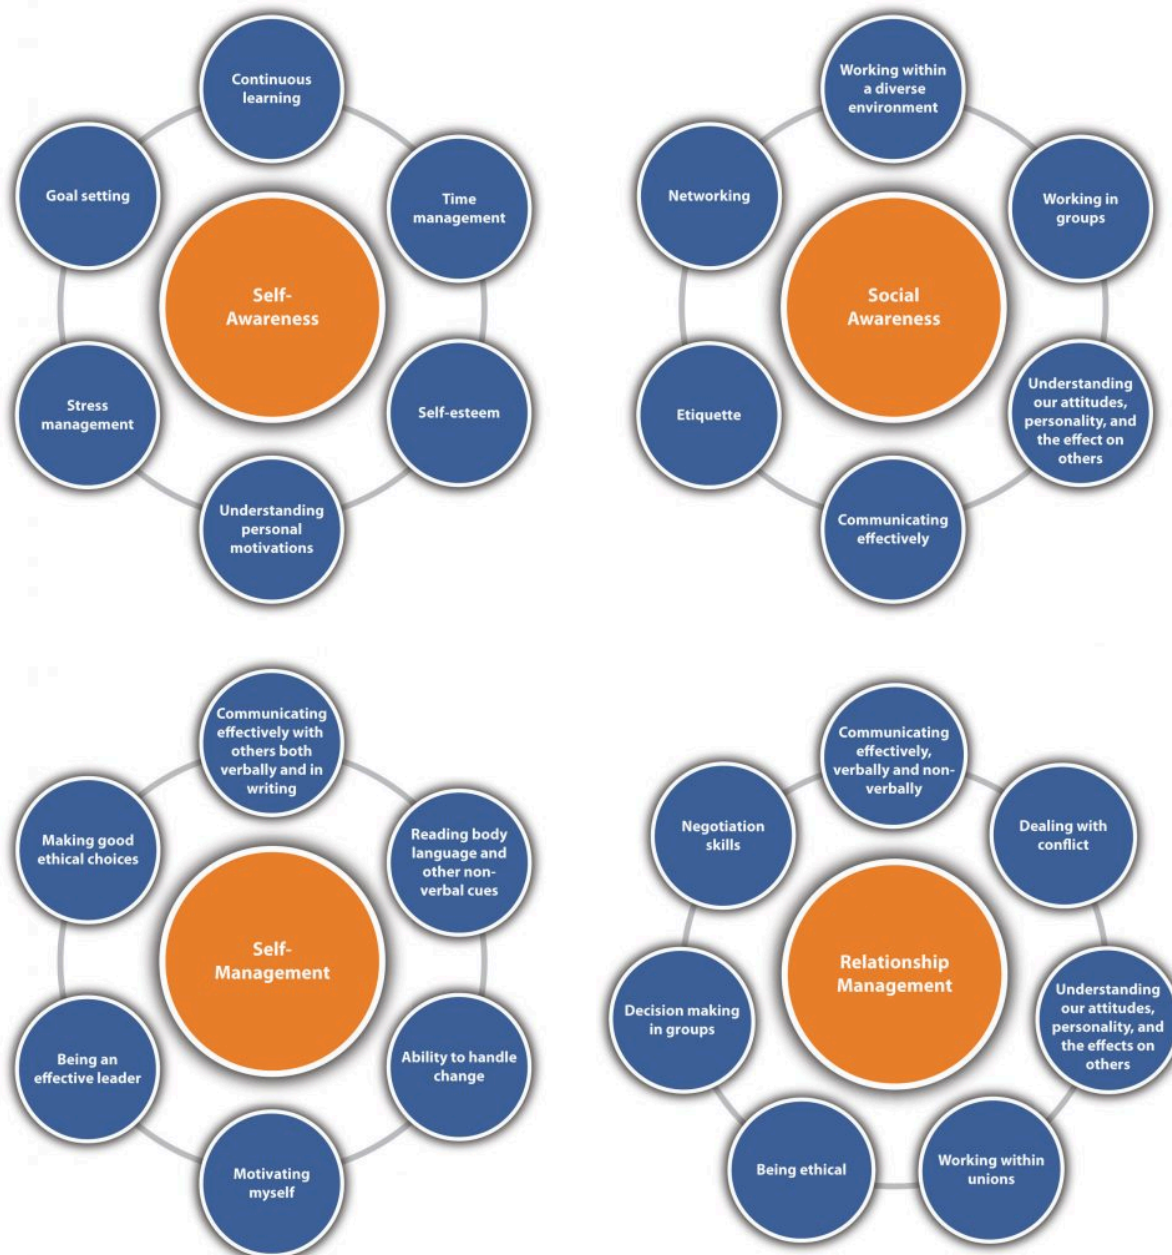 Continuous
learning
Time
management
Self-esteem
Understanding
personal
motivations
Stress
management
Goal setting
Self-
Awareness
Working within
a diverse
environment
Working in
groups
Understanding
our attitudes,
personality, and
the effect on
others
Communicating
effectively
Etiquette
Networking
Social
Awareness
Communicating
effectively with
others both
verbally and in
writing
Reading body
language and
other non-
verbal cues
Ability to handle
change
Motivating
myself
Being an
effective leader
Making good
ethical choices
Self-
Management
Communicating
effectively,
verbally and non-
verbally
Dealing with
conflict
Understanding
our attitudes,
personality, and
the effects on
others
Working within
unions
Being ethical
Decision making
in groups
Negotiation
skills
Relationship
Management